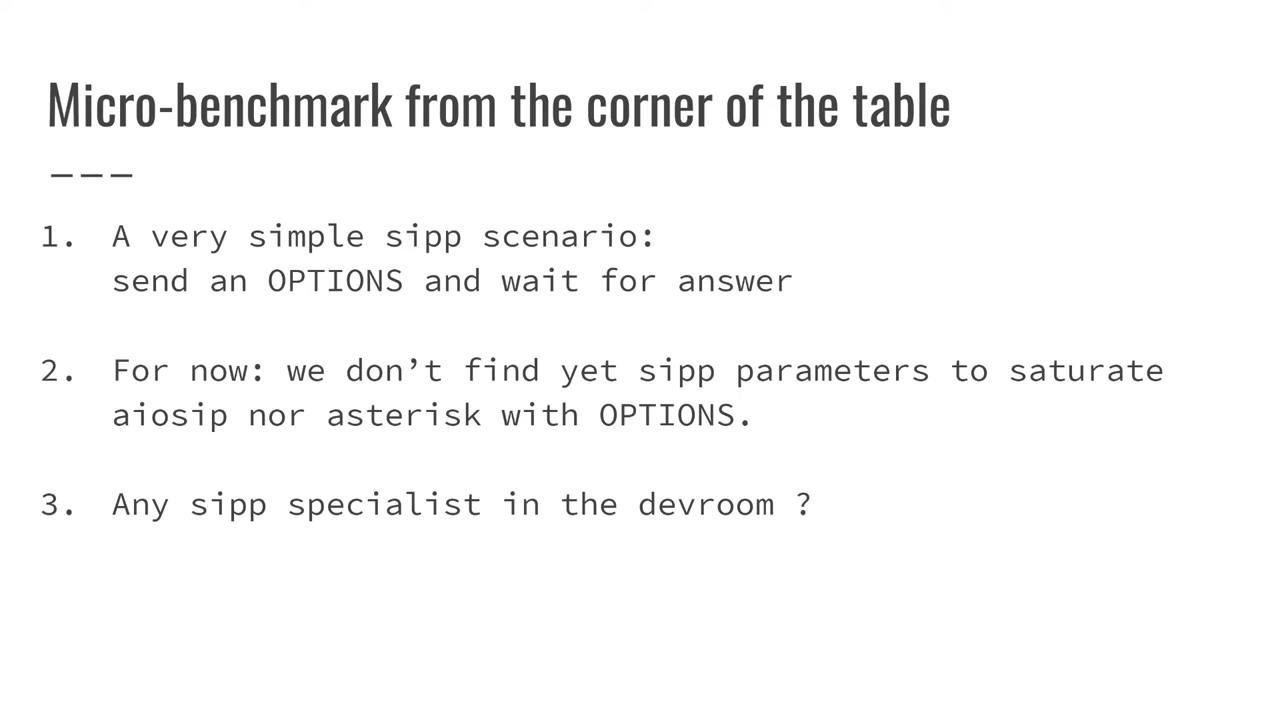 Micro-benchmark from the corner of the table
1. A very simple sipp scenario:
send an OPTIONS and wait for answer
2. For now: we don’t find yet sipp parameters to saturate
aiosip nor asterisk with OPTIONS.
3. Any sipp specialist in the devroom ?